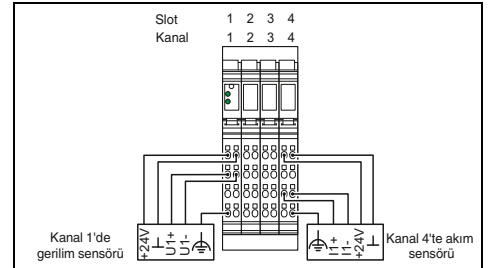 Slot 1 2 3 4
Kanal 1 2 3 4
+24V U1+ U1-
Kanal 1'de
gerilim sensörü
I1+ I1- +24V
Kanal 4'te akım
sensörü